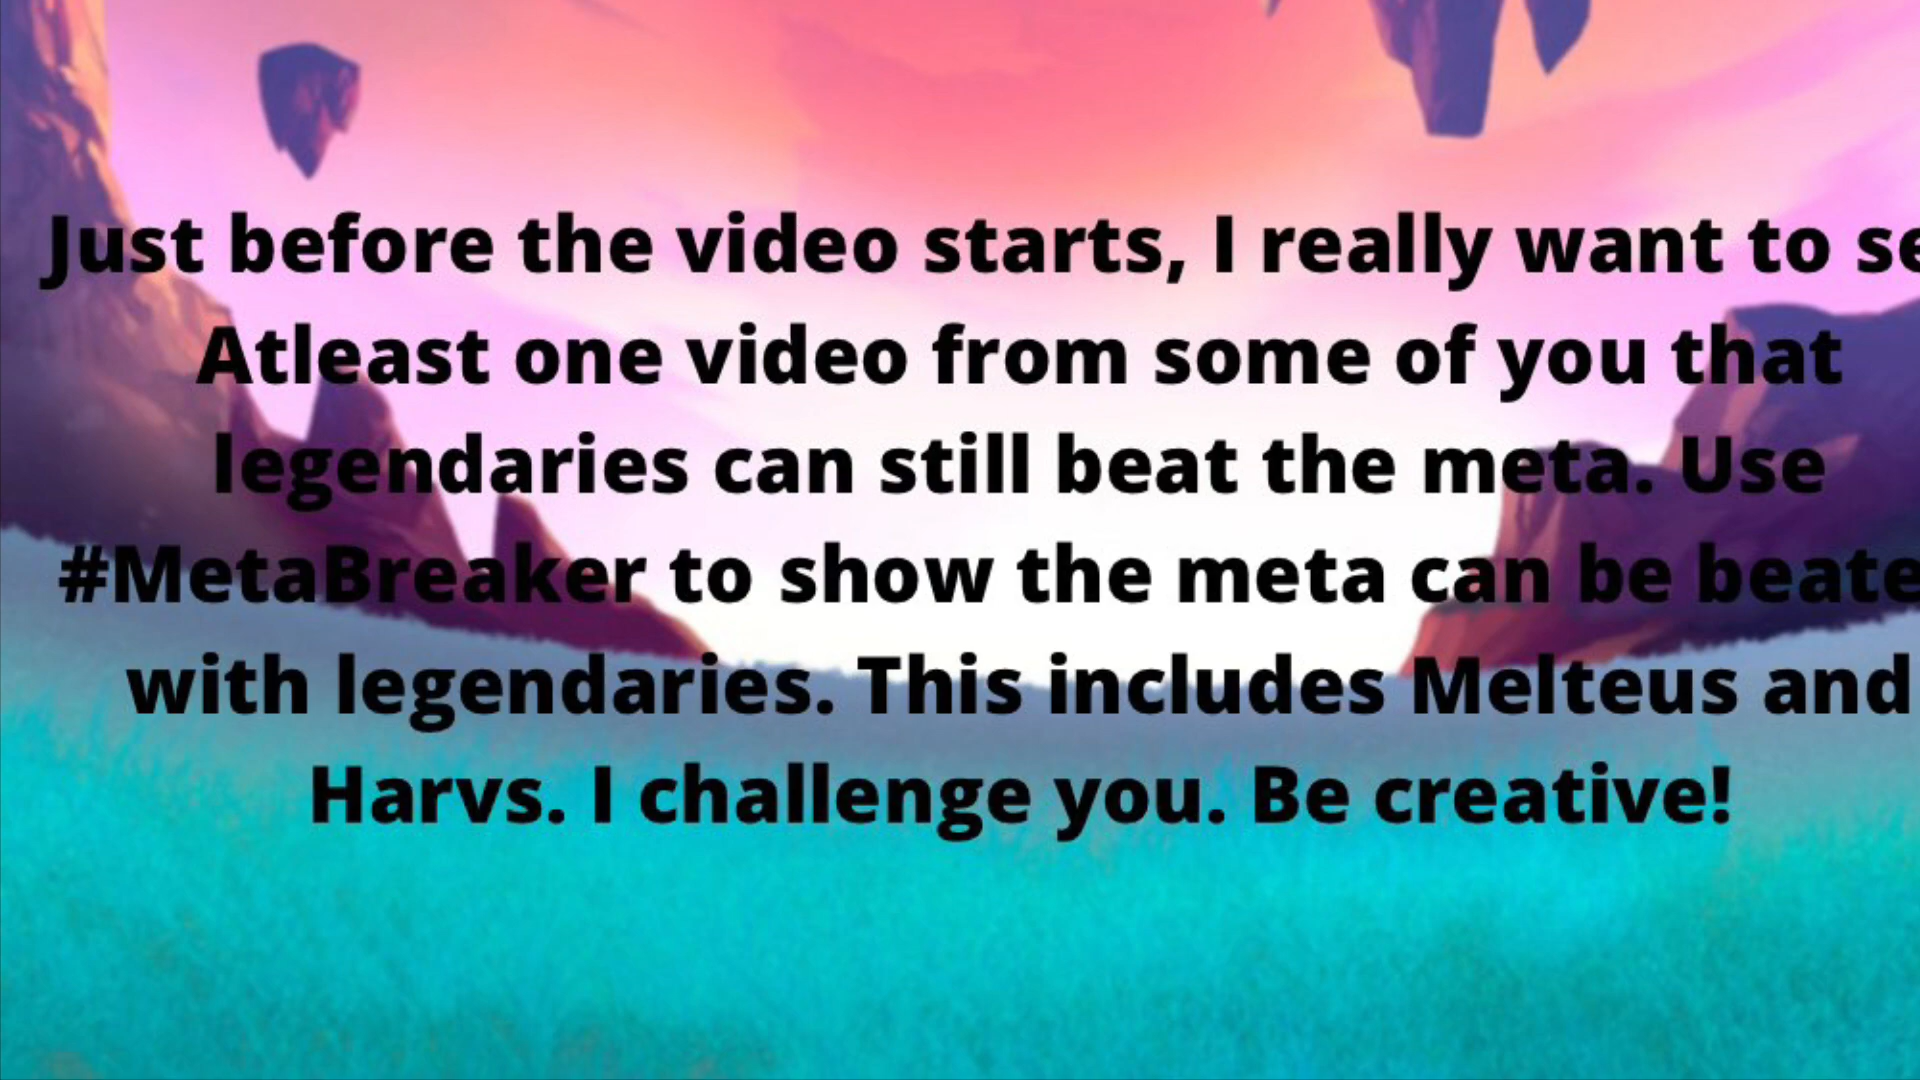 Just before the video starts, I really want to se
Atleast one video from some of you that
legendaries can still beat the meta. Use
#MetaBreaker to show the meta can be beate
with legendaries. This includes Melteus and
Harvs. I challenge you. Be creative!